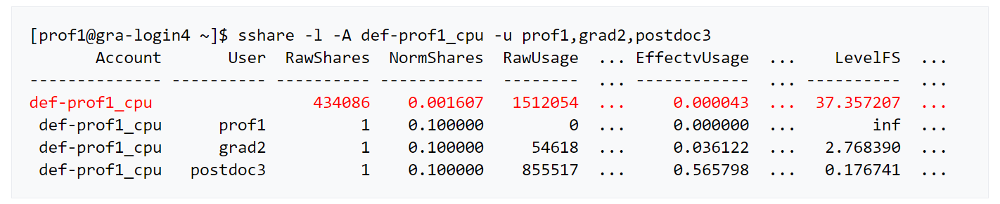 [prof1@gra-login4 ~]$ sshare -l -A def-prof1_cpu -u prof1,grad2,postdoc3
       Account       User  RawShares  NormShares  RawUsage  ... EffectvUsage  ...    LevelFS  ...
-------------- ---------- ---------- ----------- --------  ... ------------  ... ----------  ...
def-prof1_cpu                 434086    0.001607   1512054  ...     0.000043  ...  37.357207  ...
 def-prof1_cpu      prof1          1    0.100000         0  ...     0.000000  ...        inf  ...
 def-prof1_cpu      grad2          1    0.100000     54618  ...     0.036122  ...   2.768390  ...
 def-prof1_cpu   postdoc3          1    0.100000    855517  ...     0.565798  ...   0.176741  ...